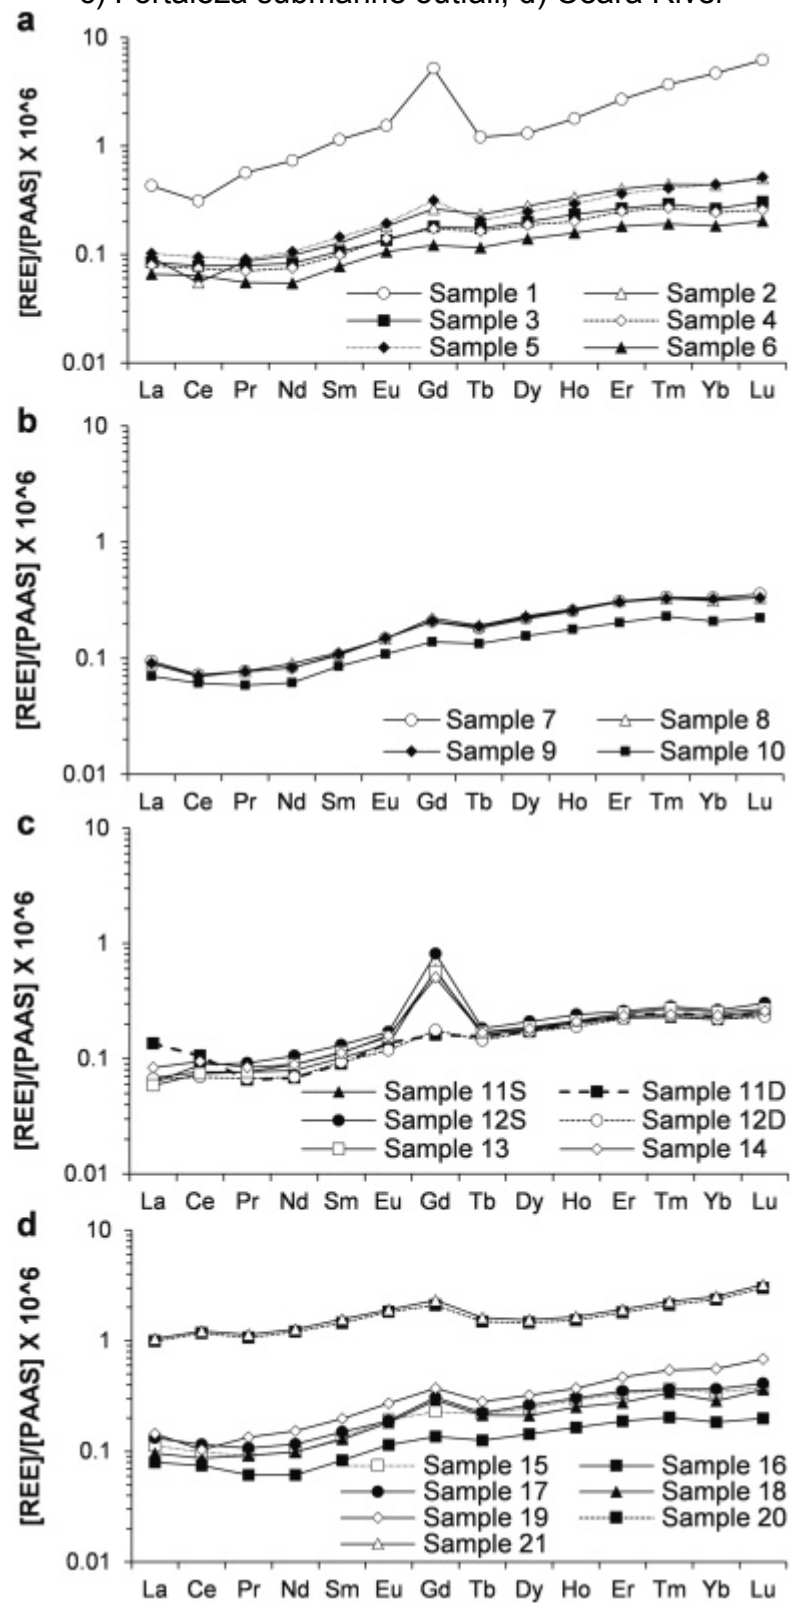 c) Fortaleza submarine outfall; d) Ceará River
a
[REE]/[PAAS] X 10^6
10
1
0.1
0.01
Sample 1 Sample 2
Sample 3 Sample 4
Sample 5 Sample 6
La Ce Pr Nd Sm Eu Gd Tb Dy Ho Er Tm Yb Lu
b
[REE]/[PAAS] X 10^6
10
1
0.1
0.01
Sample 7 Sample 8
Sample 9 Sample 10
La Ce Pr Nd Sm Eu Gd Tb Dy Ho Er Tm Yb Lu
c
[REE]/[PAAS] X 10^6
10
1
0.1
0.01
Sample 11S Sample 11D
Sample 12S Sample 12D
Sample 13 Sample 14
La Ce Pr Nd Sm Eu Gd Tb Dy Ho Er Tm Yb Lu
d
[REE]/[PAAS] X 10^6
10
1
0.1
0.01
Sample 15 Sample 16
Sample 17 Sample 18
Sample 19 Sample 20
Sample 21
La Ce Pr Nd Sm Eu Gd Tb Dy Ho Er Tm Yb Lu